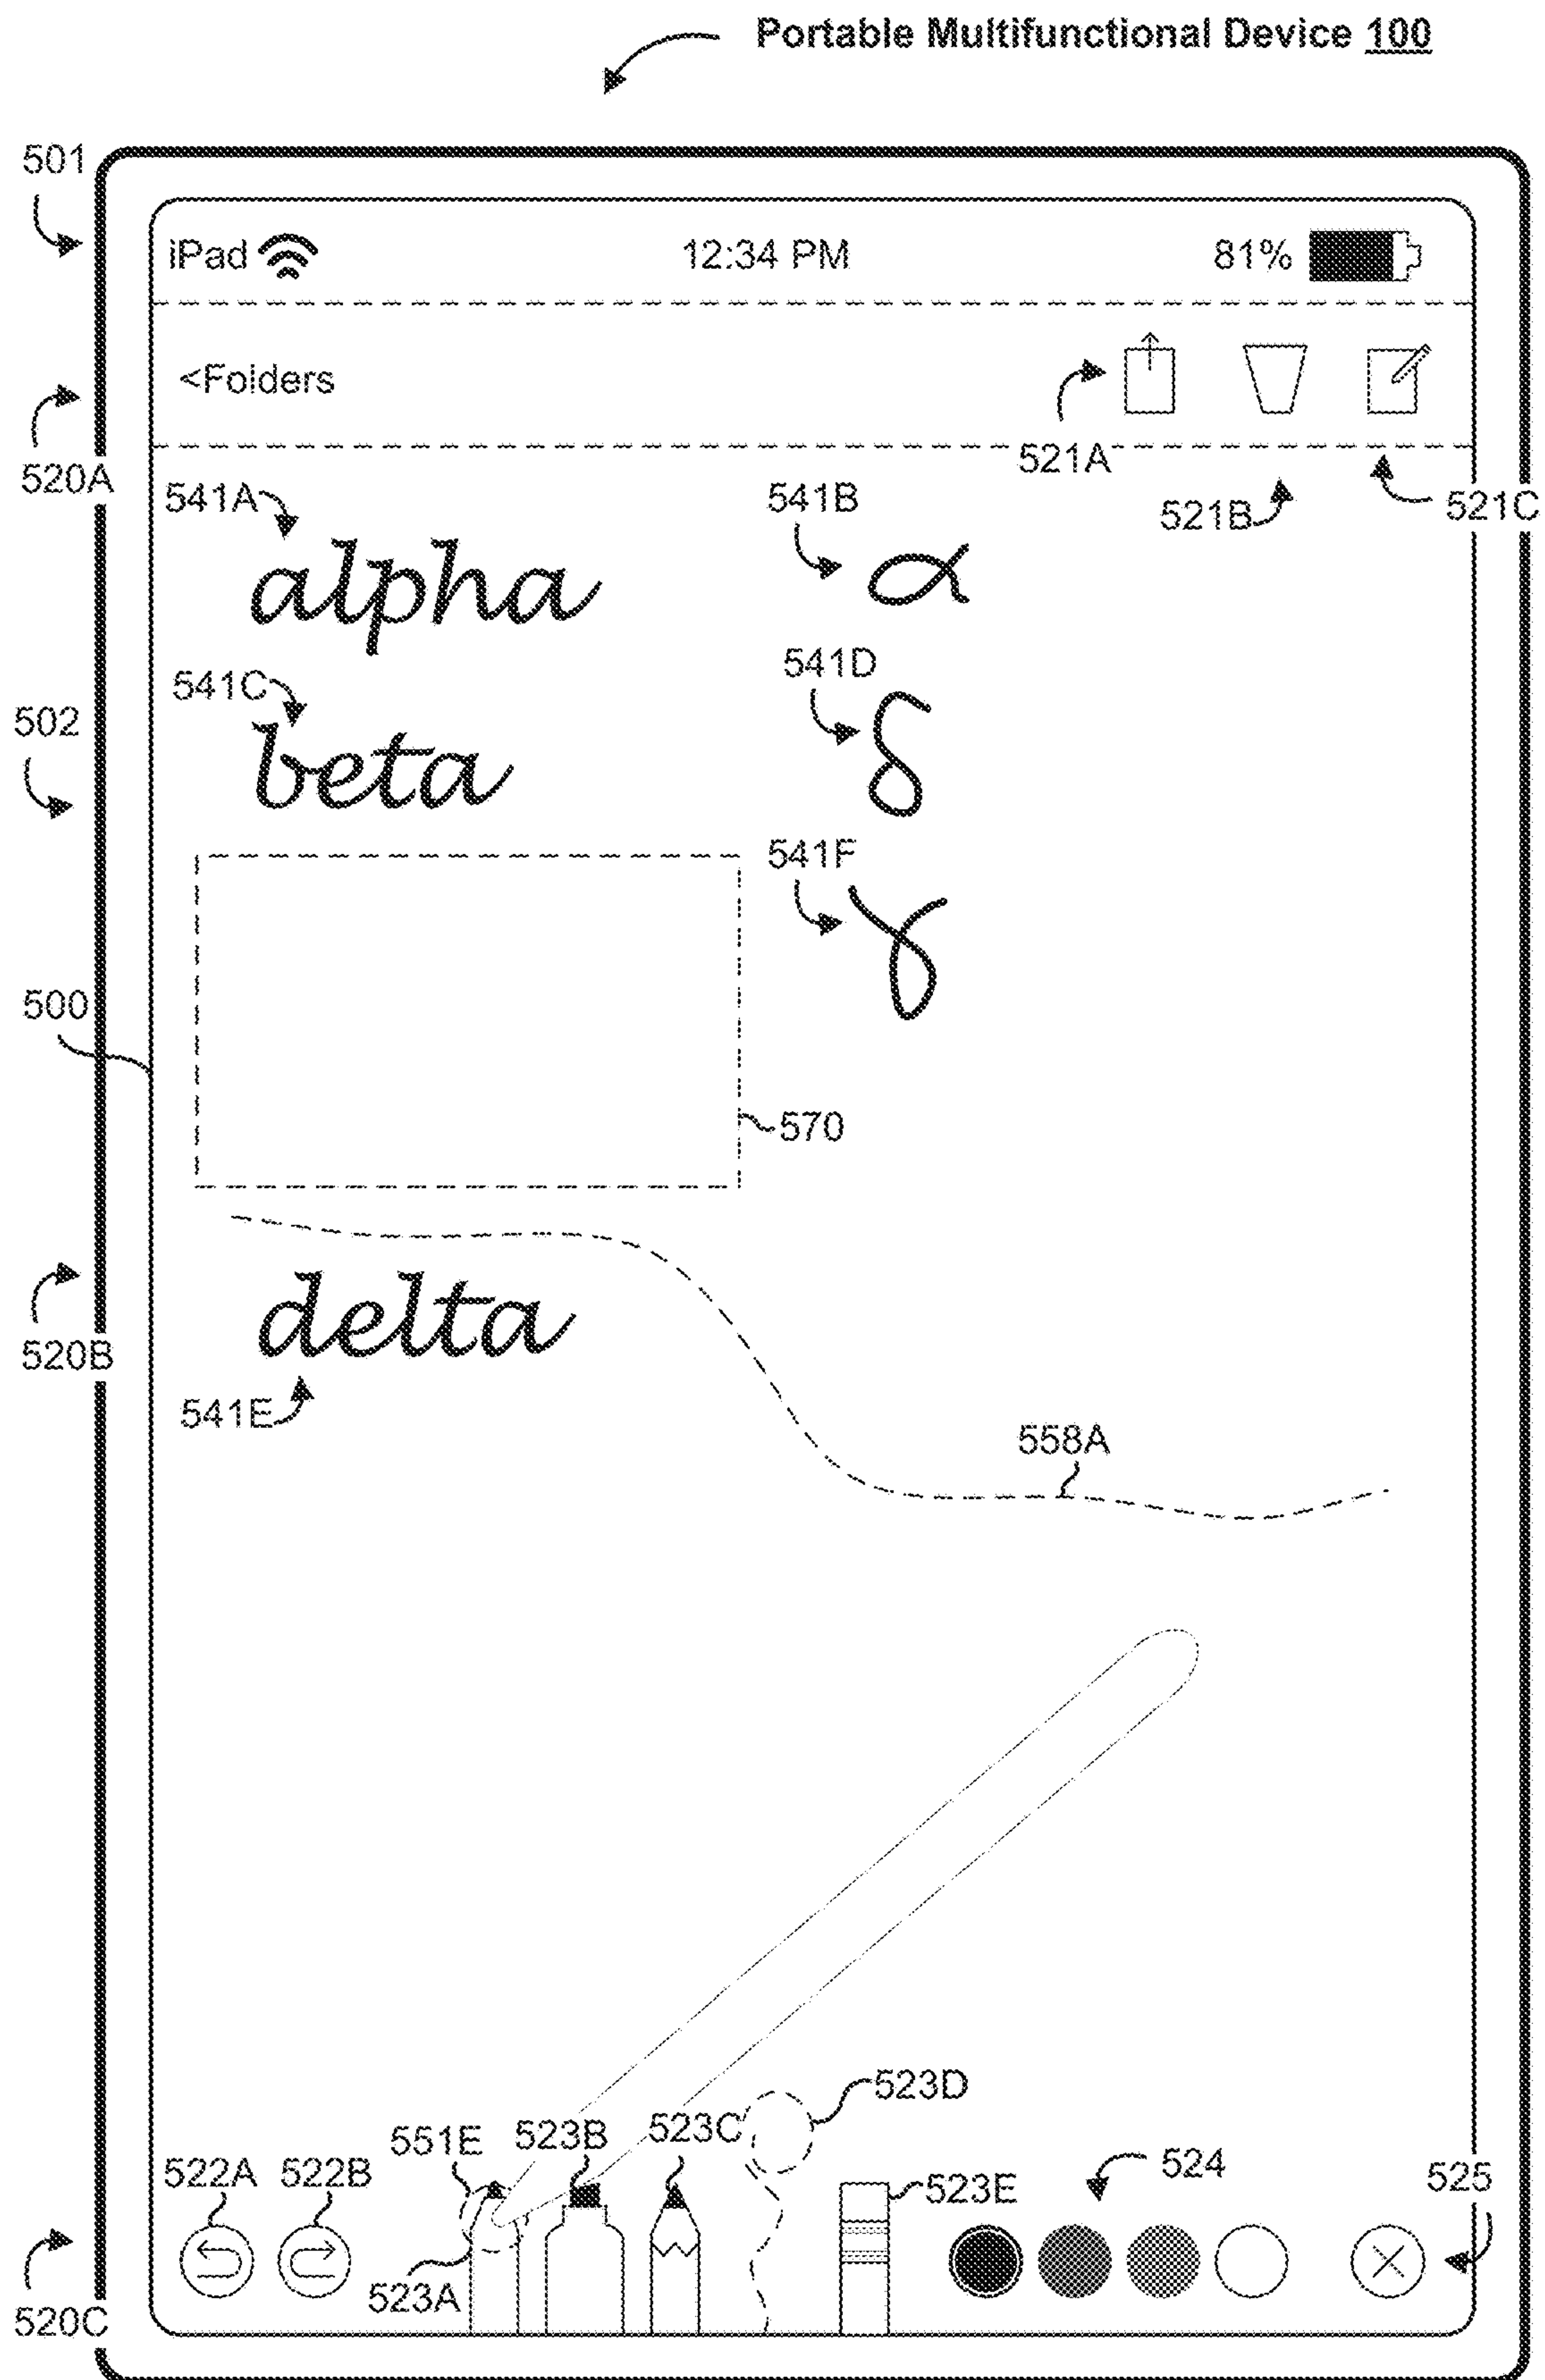 Portable Multifunctional Device 100
501
iPad 12:34 PM 81%
<Folders
520A
521A
521B
521C
541A
541B
alpha
α
541C
541D
beta
δ
502
541F
γ
500
570
520B
delta
541E
558A
523D
551E 523B 523C
522A 522B
523E
524
525
523A
520C